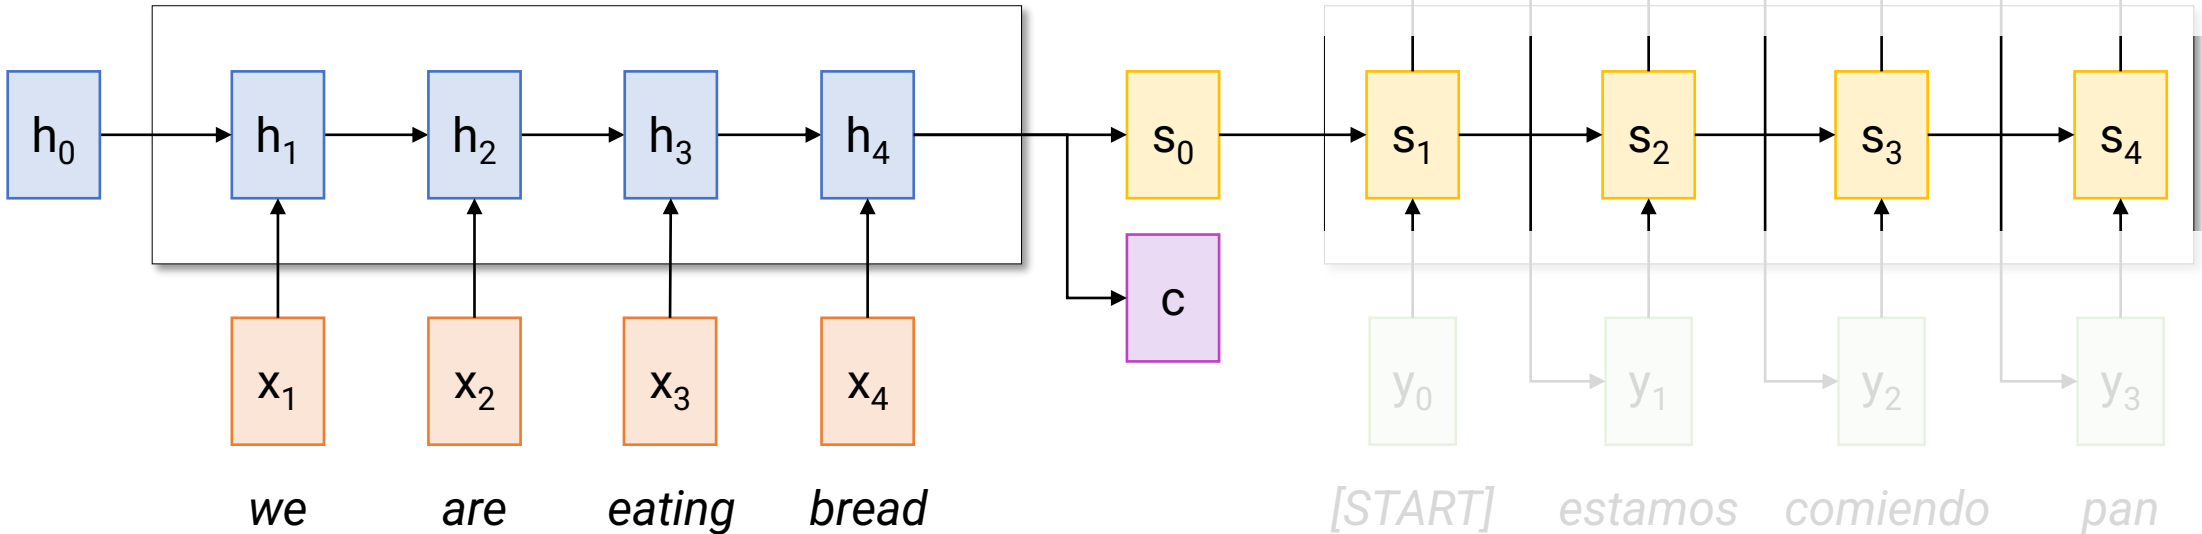 h0 h1 h2 h3 h4 s0 s1 s2 s3 s4
c
x1 x2 x3 x4 y0 y1 y2 y3
we are eating bread [START] estamos comiendo pan